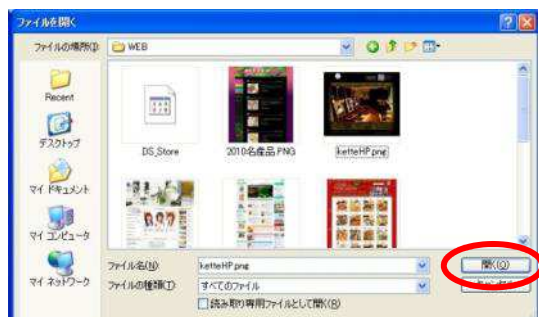 ファイルを開く
ファイルの場所(I):
WEB
Recent
デスクトップ
マイ ドキュメント
マイ コンピュータ
マイ ネットワーク
DS_Store
2010名産品.PNG
ketteHP.png
ファイル名(N):
ketteHP.png
開く(O)
ファイルの種類(T):
すべてのファイル
キャンセル
読み取り専用ファイルとして開く(R)